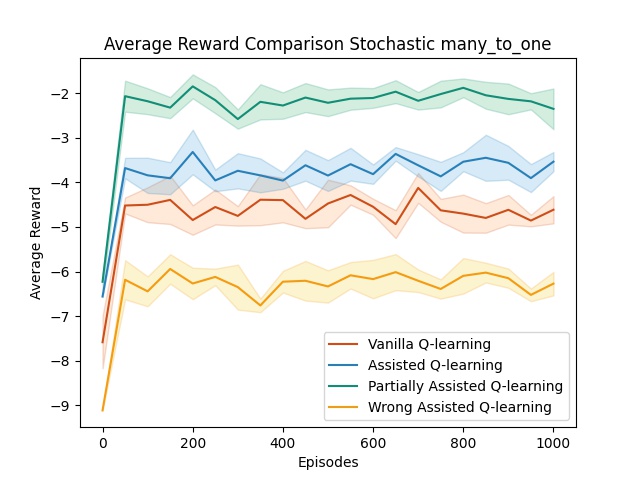 Average Reward Comparison Stochastic many_to_one
Average Reward
−2
−3
−4
−5
−6
−7
−8
−9
Vanilla Q-learning
Assisted Q-learning
Partially Assisted Q-learning
Wrong Assisted Q-learning
0 200 400 600 800 1000
Episodes